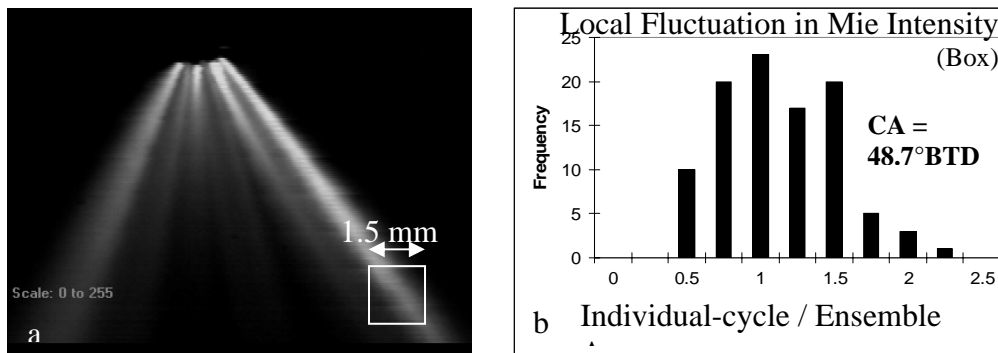 1.5 mm
Scale: 0 to 255
a
Local Fluctuation in Mie Intensity
(Box)
25
20
15
10
5
0
Frequency
CA =
48.7°BTD
0 0.5 1 1.5 2 2.5
b Individual-cycle / Ensemble